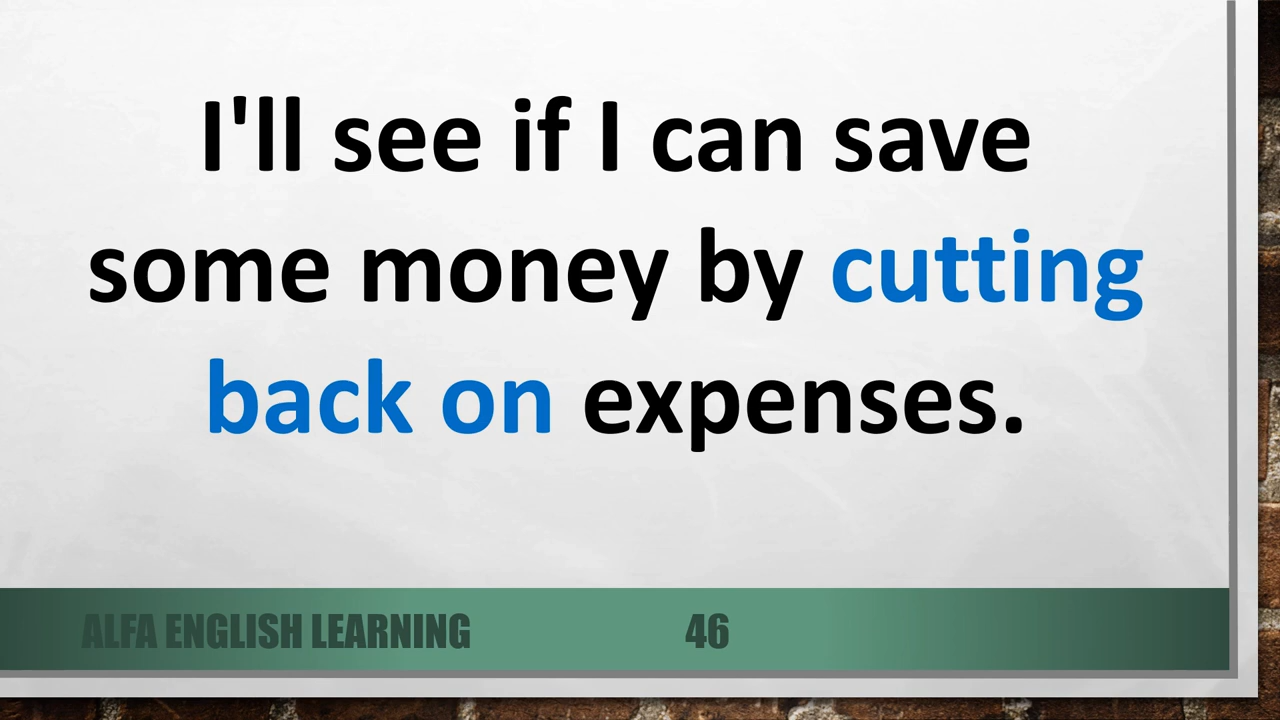 I'll see if I can save
some money by cutting
back on expenses.
ALFA ENGLISH LEARNING 46